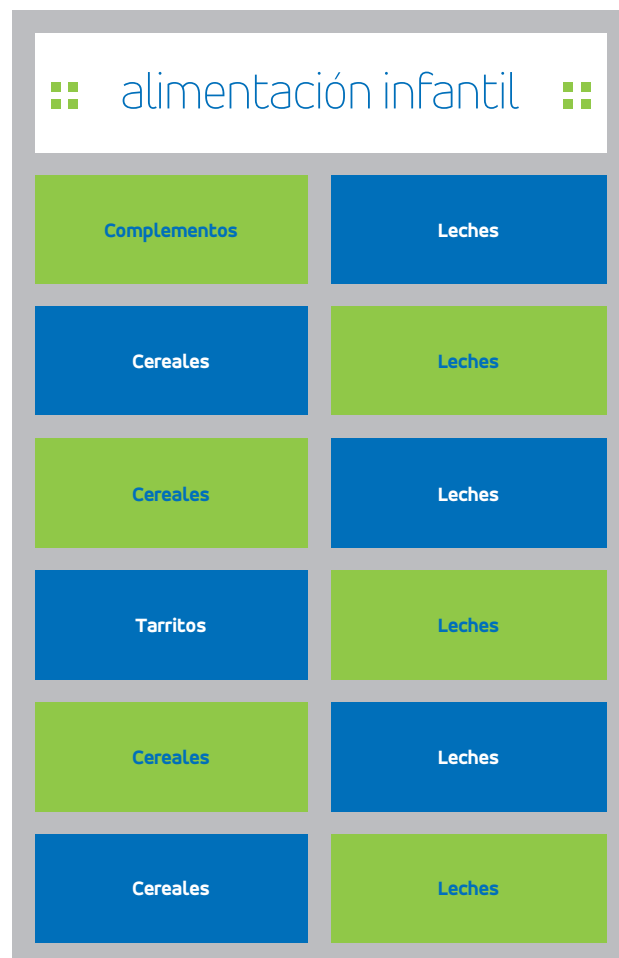 alimentación infantil
Complementos
Leches
Cereales
Leches
Cereales
Leches
Tarritos
Leches
Cereales
Leches
Cereales
Leches